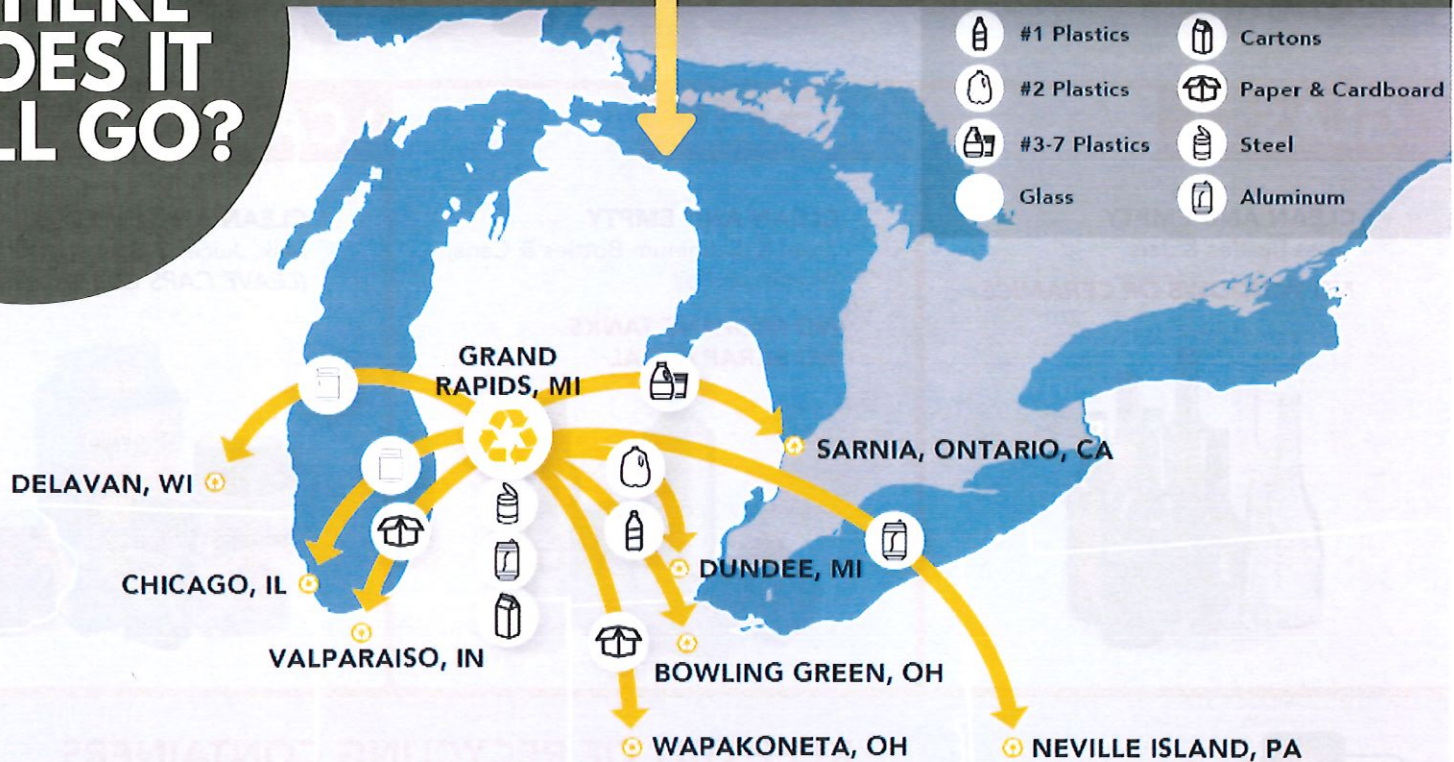 HERE
OES IT
LL GO?
#1 Plastics
Cartons
#2 Plastics
Paper & Cardboard
#3-7 Plastics
Steel
Glass
Aluminum
GRAND
RAPIDS, MI
SARNIA, ONTARIO, CA
DELAVAN, WI
DUNDEE, MI
CHICAGO, IL
VALPARAISO, IN
BOWLING GREEN, OH
WAPAKONETA, OH
NEVILLE ISLAND, PA